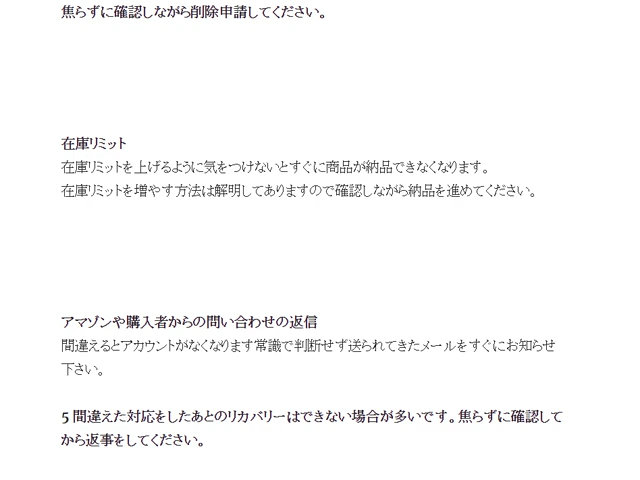 焦らずに確認しながら削除申請してください。
在庫リミット
在庫リミットを上げるように気をつけないとすぐに商品が納品できなくなります。
在庫リミットを増やす方法は解明してありますので確認しながら納品を進めてください。
アマゾンや購入者からの問い合わせの返信
間違えるとアカウントがなくなります常識で判断せず送られてきたメールをすぐにお知らせ
下さい。
5 間違えた対応をしたあとのリカバリーはできない場合が多いです。焦らずに確認して
から返事をしてください。